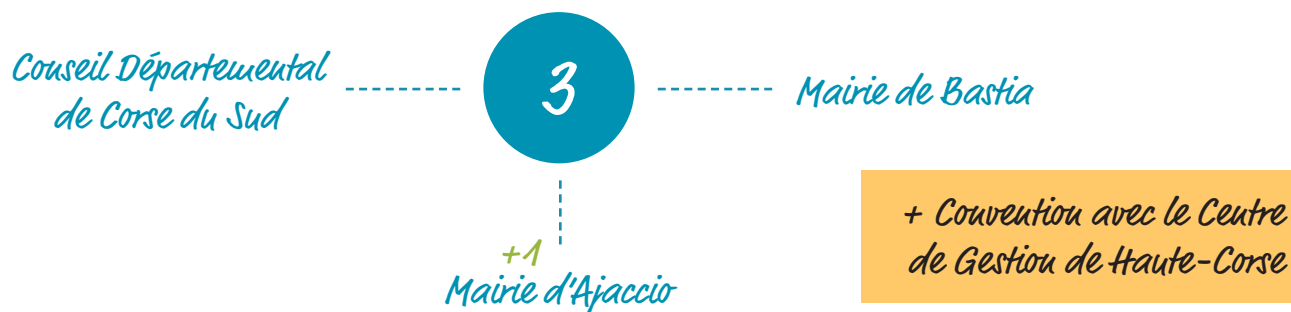 Conseil Départemental
de Corse du Sud
3
Mairie de Bastia
+1
Mairie d'Ajaccio
+ Convention avec le Centre
de Gestion de Haute-Corse